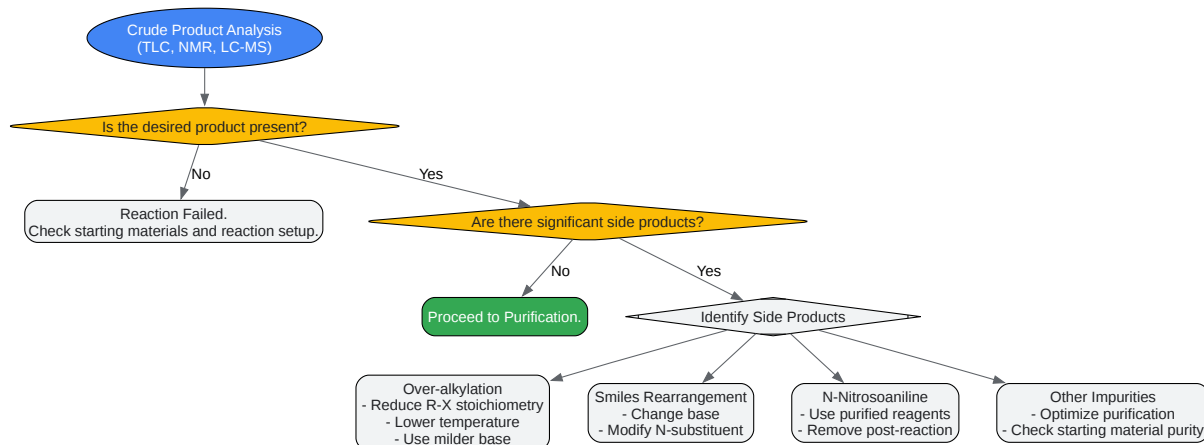 Crude Product Analysis
(TLC, NMR, LC-MS)
Is the desired product present?
No
Yes
Reaction Failed.
Check starting materials and reaction setup.
Are there significant side products?
No
Yes
Proceed to Purification.
Identify Side Products
Over-alkylation
- Reduce R-X stoichiometry
- Lower temperature
- Use milder base
Smiles Rearrangement
- Change base
- Modify N-substituent
N-Nitrosoaniline
- Use purified reagents
- Remove post-reaction
Other Impurities
- Optimize purification
- Check starting material purity